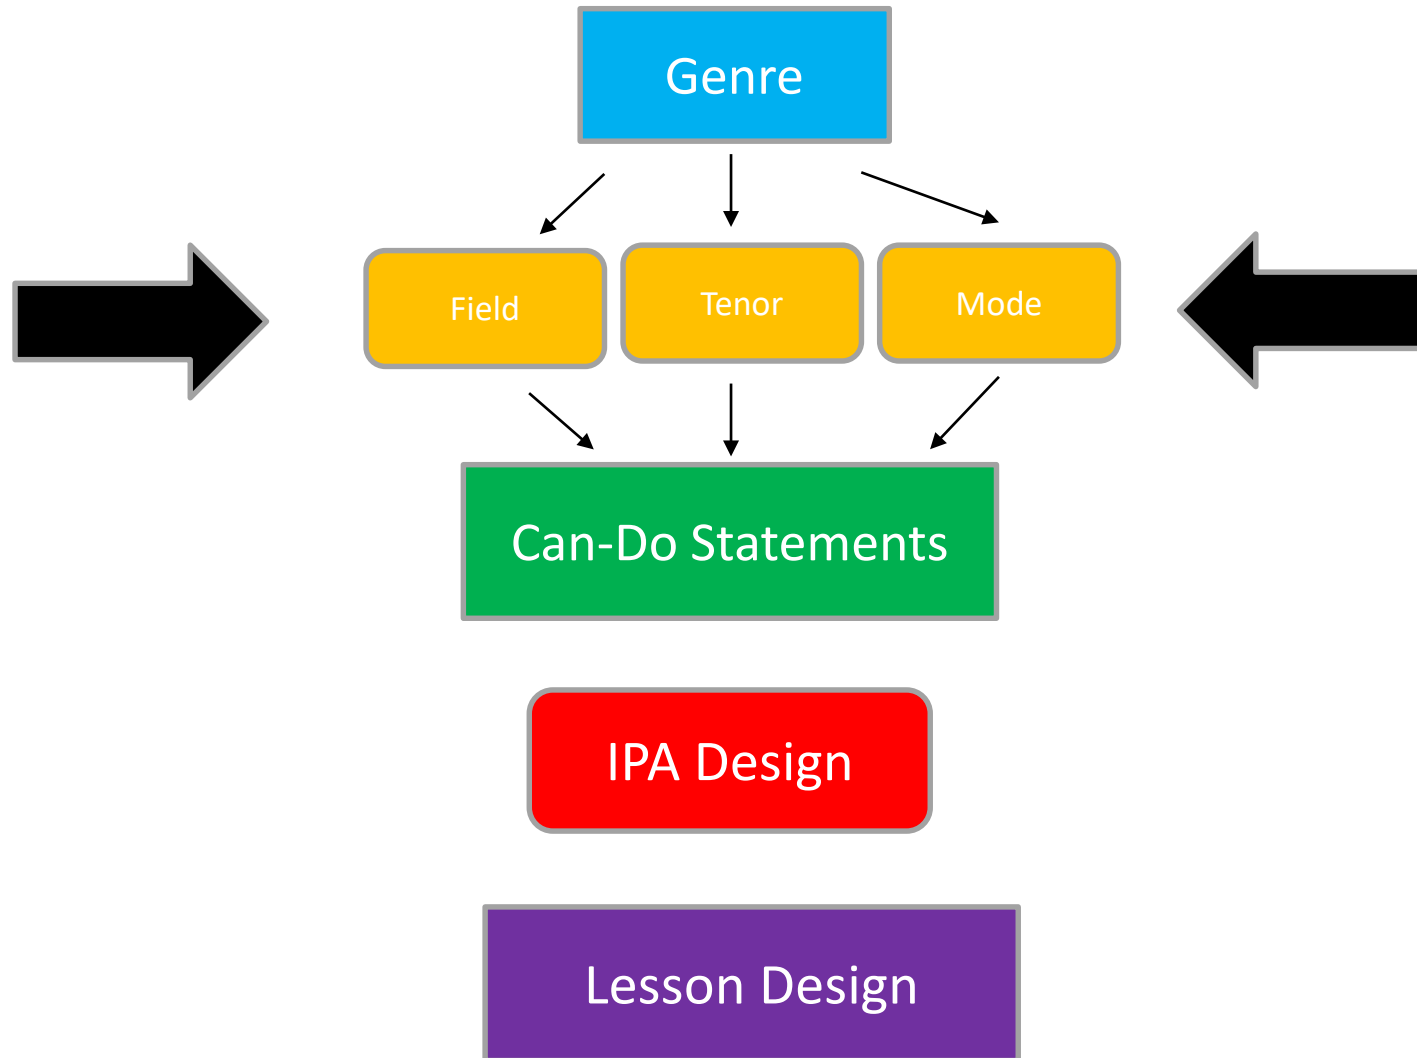 Genre
Field
Tenor
Mode
Can-Do Statements
IPA Design
Lesson Design